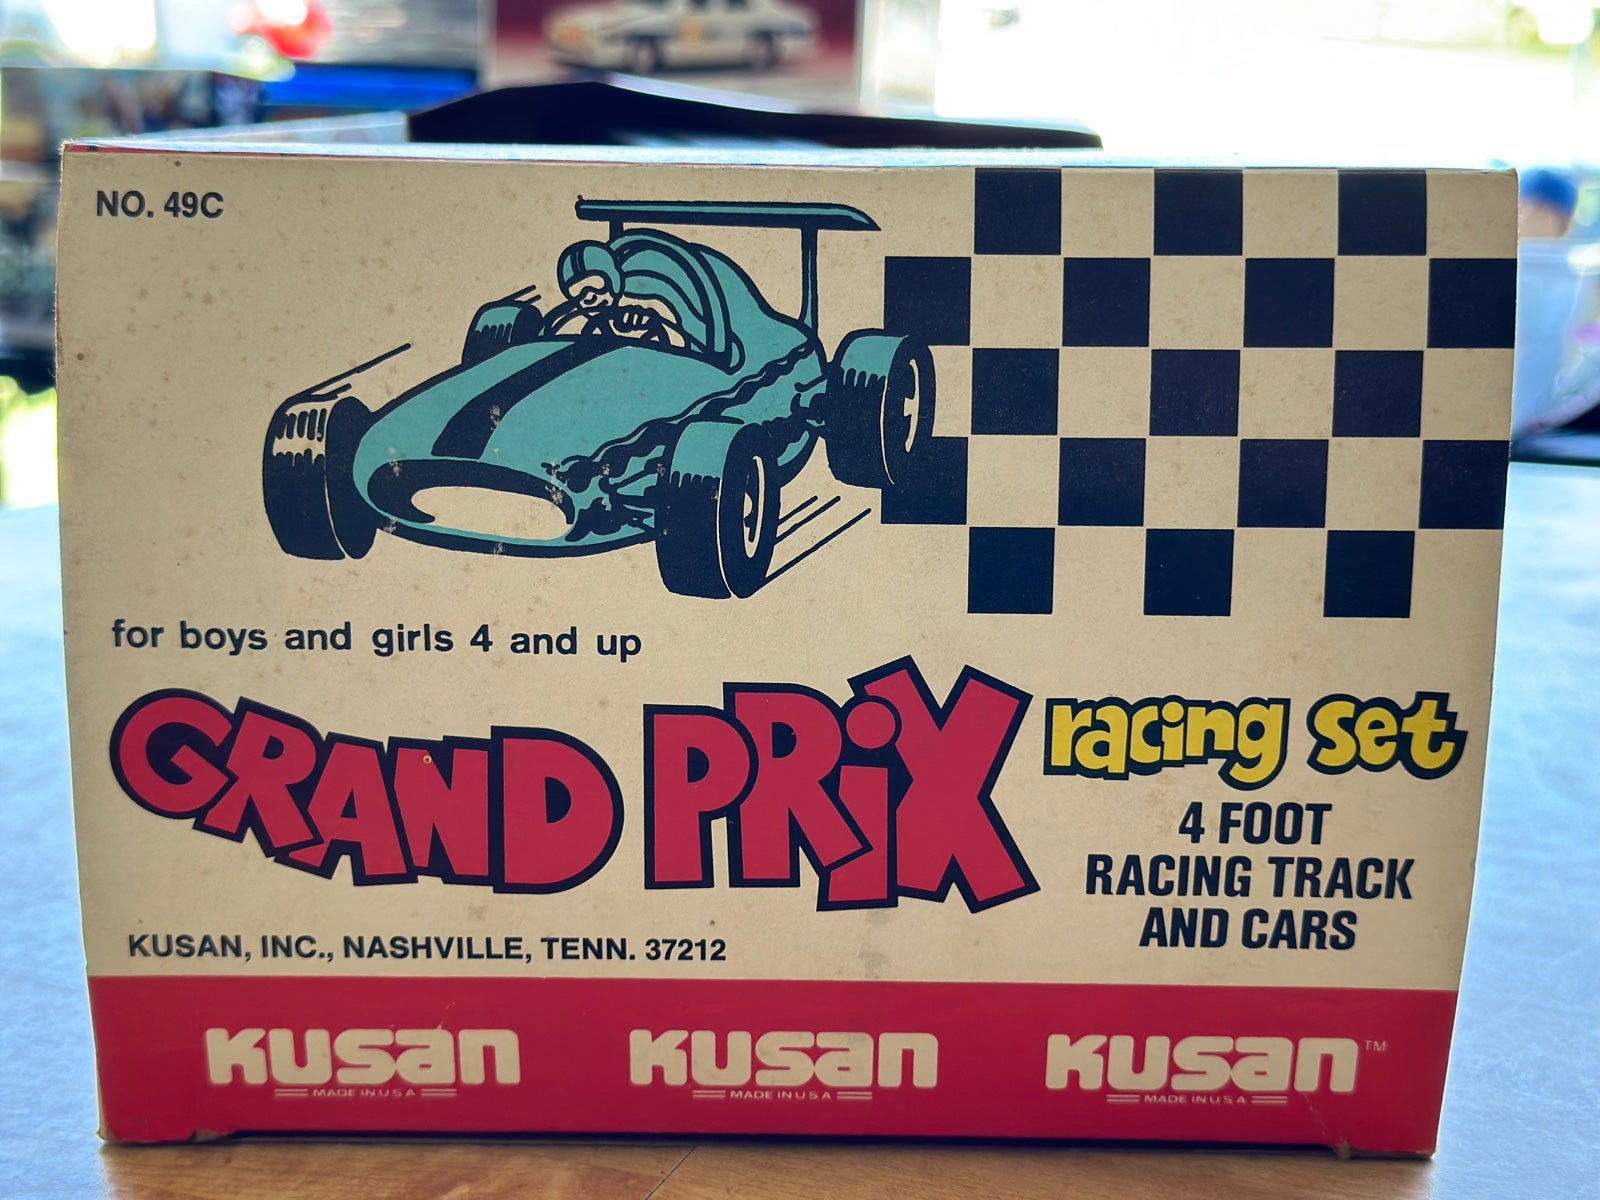 NO. 49C
for boys and girls 4 and up
GRAND PRiX racing set
4 FOOT
RACING TRACK
AND CARS
KUSAN, INC., NASHVILLE, TENN. 37212
Kusan Kusan Kusan™
MADE IN U S A MADE IN U S A MADE IN U S A